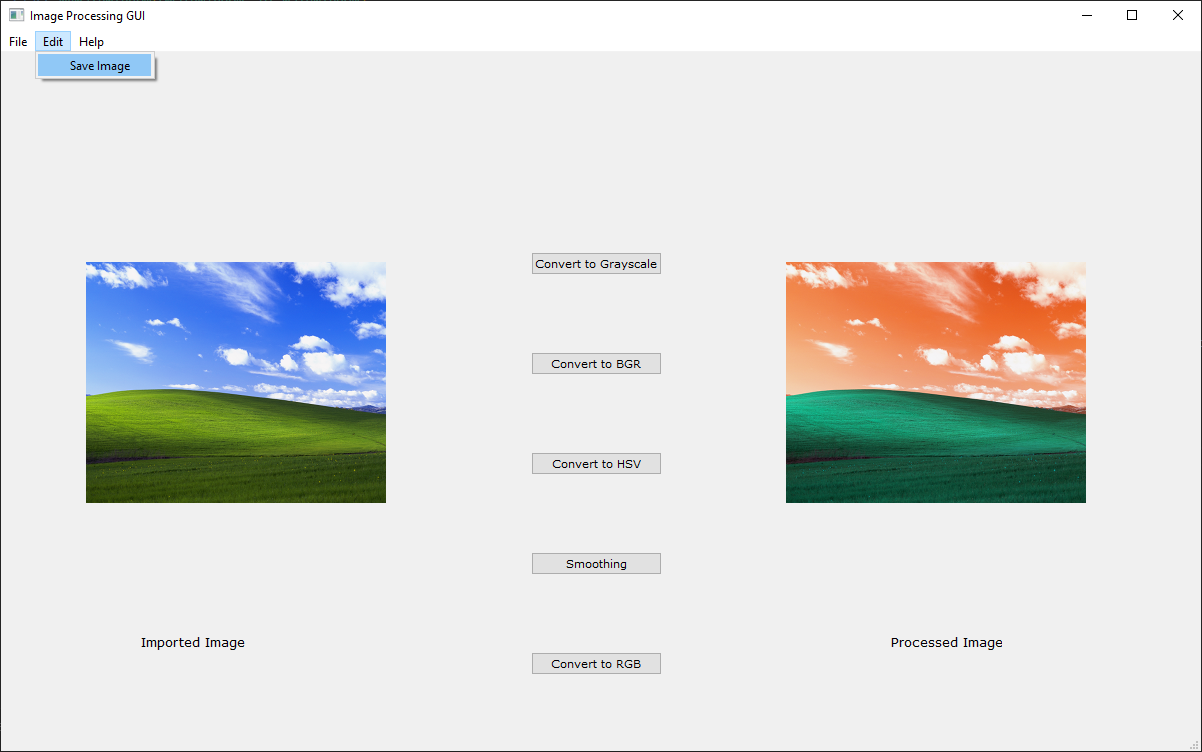 Image Processing GUI
File Edit Help
Save Image
Convert to Grayscale
Convert to BGR
Convert to HSV
Smoothing
Imported Image
Processed Image
Convert to RGB